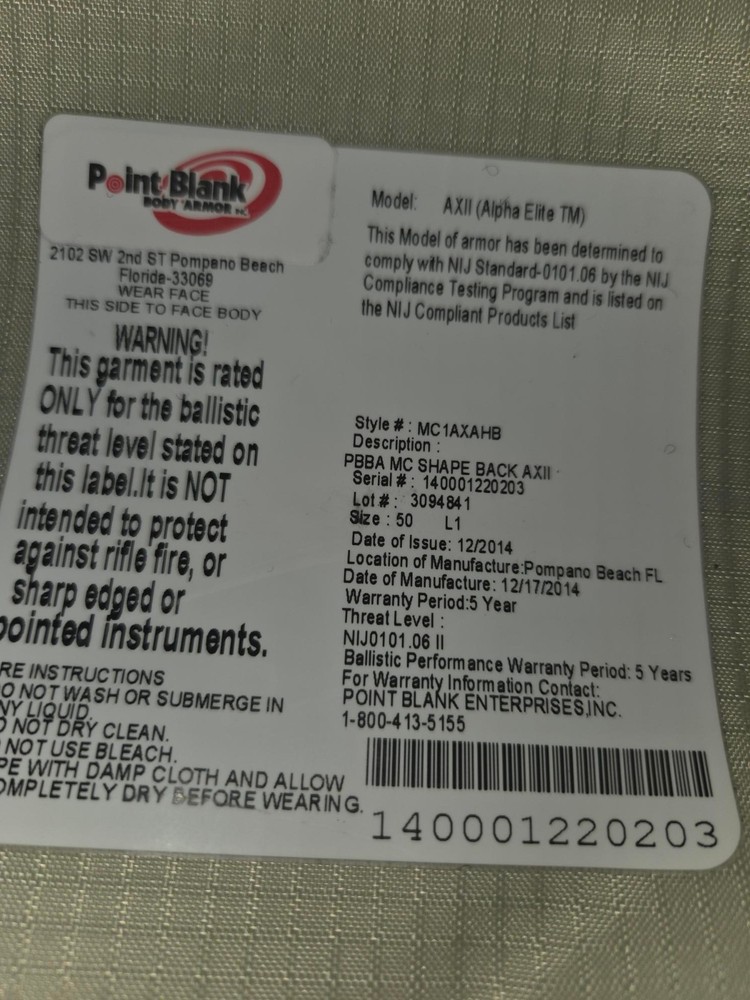 Point Blank
BODY ARMOR INC.
2102 SW 2nd ST Pompano Beach
Florida-33069
WEAR FACE
THIS SIDE TO FACE BODY
WARNING!
This garment is rated
ONLY for the ballistic
threat level stated on
this label.It is NOT
intended to protect
against rifle fire, or
sharp edged or
pointed instruments.
RE INSTRUCTIONS
O NOT WASH OR SUBMERGE IN
NY LIQUID.
O NOT DRY CLEAN.
NOT USE BLEACH.
PE WITH DAMP CLOTH AND ALLOW
OMPLETELY DRY BEFORE WEARING.
Model: AXII (Alpha Elite TM)
This Model of armor has been determined to
comply with NIJ Standard-0101.06 by the NIJ
Compliance Testing Program and is listed on
the NIJ Compliant Products List
Style # : MC1AXAHB
Description :
PBBA MC SHAPE BACK AXII
Serial # : 140001220203
Lot # : 3094841
Size : 50 L1
Date of Issue: 12/2014
Location of Manufacture:Pompano Beach FL
Date of Manufacture: 12/17/2014
Warranty Period:5 Year
Threat Level :
NIJ0101.06 II
Ballistic Performance Warranty Period: 5 Years
For Warranty Information Contact:
POINT BLANK ENTERPRISES,INC.
1-800-413-5155
140001220203